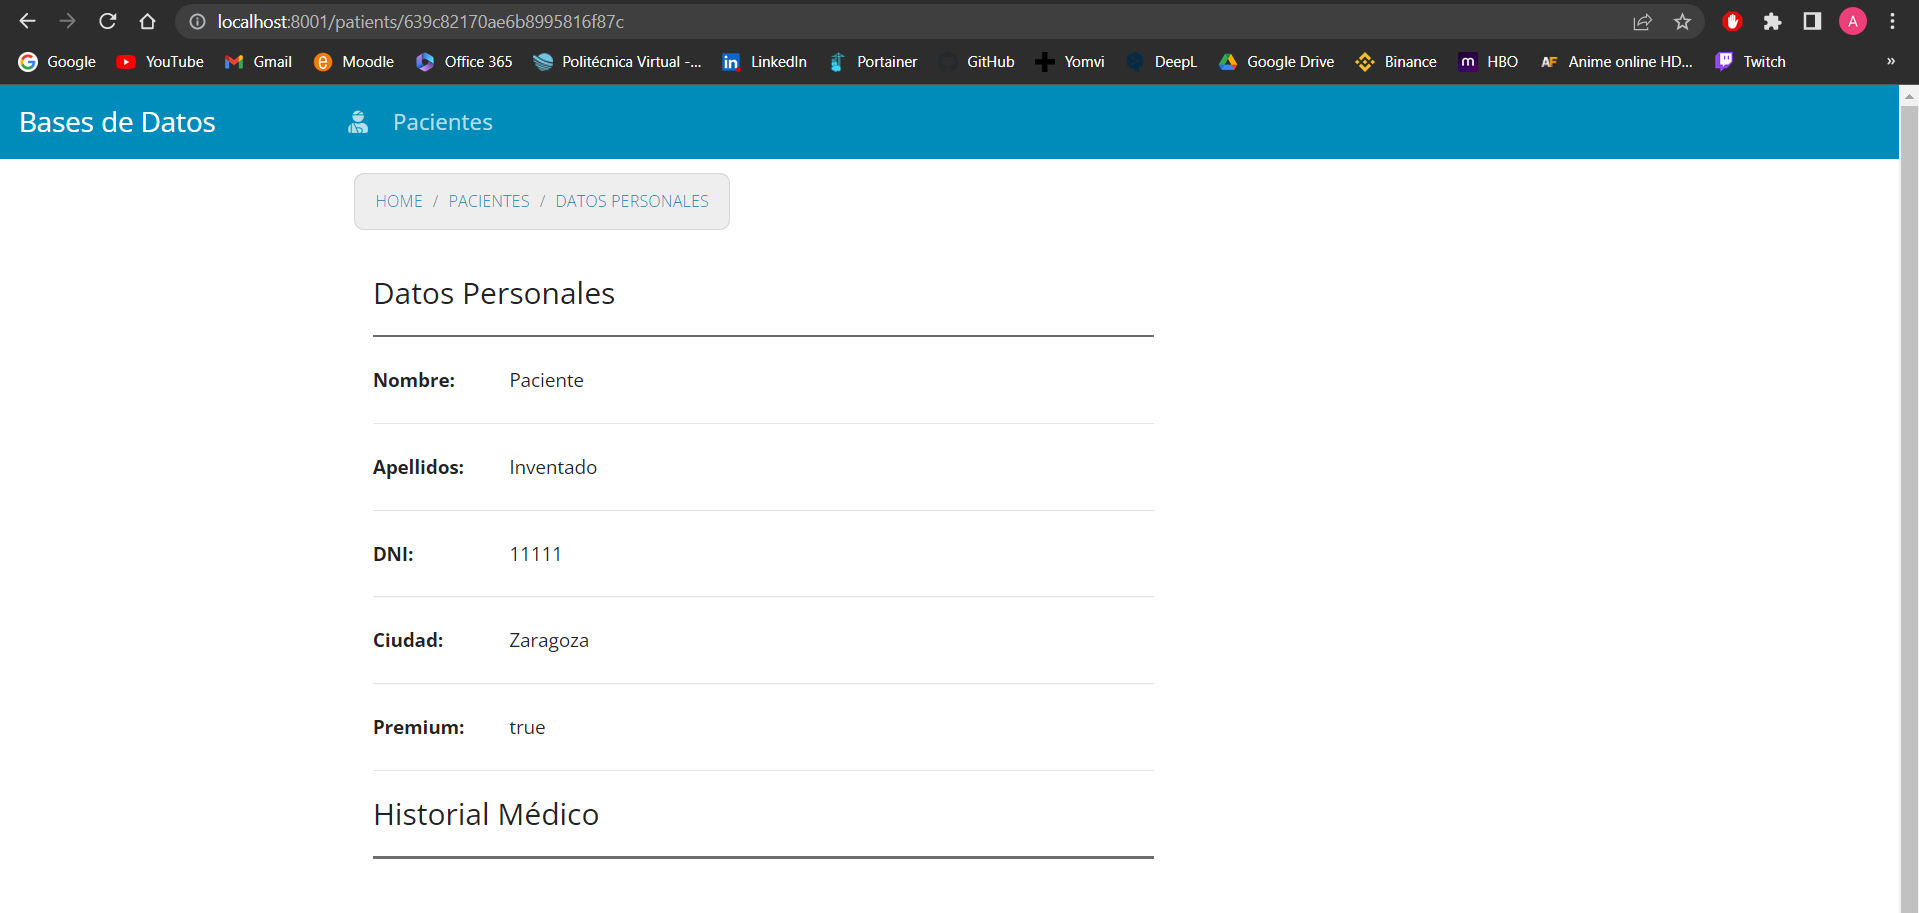 localhost:8001/patients/639c82170ae6b8995816f87c
A
Google YouTube Gmail Moodle Office 365 Politécnica Virtual -... LinkedIn Portainer GitHub Yomvi DeepL Google Drive Binance HBO Anime online HD... Twitch »
Bases de Datos Pacientes
HOME / PACIENTES / DATOS PERSONALES
Datos Personales
Nombre: Paciente
Apellidos: Inventado
DNI: 11111
Ciudad: Zaragoza
Premium: true
Historial Médico